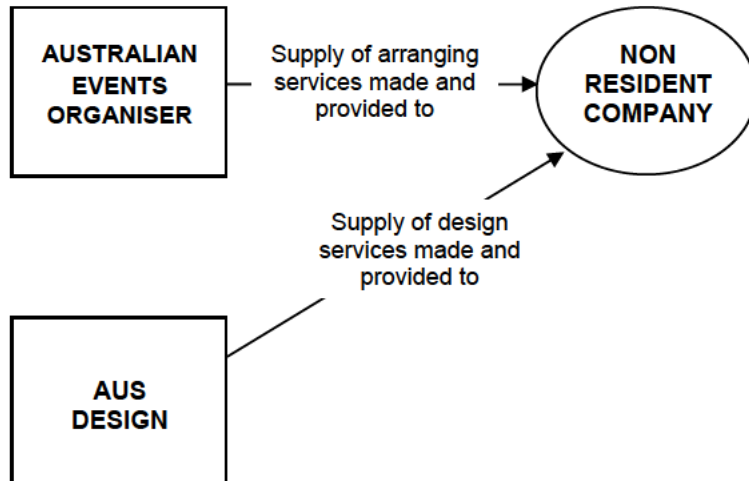 AUSTRALIAN
EVENTS
ORGANISER
Supply of arranging
services made and
provided to
NON
RESIDENT
COMPANY
Supply of design
services made and
provided to
AUS
DESIGN